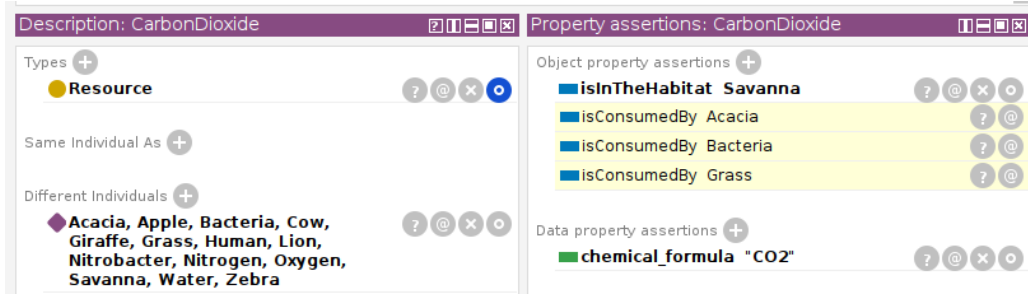 Description: CarbonDioxide
Types
Resource
Same Individual As
Different Individuals
Acacia, Apple, Bacteria, Cow,
Giraffe, Grass, Human, Lion,
Nitrobacter, Nitrogen, Oxygen,
Savanna, Water, Zebra
Property assertions: CarbonDioxide
Object property assertions
isInTheHabitat Savanna
isConsumedBy Acacia
isConsumedBy Bacteria
isConsumedBy Grass
Data property assertions
chemical_formula "CO2"